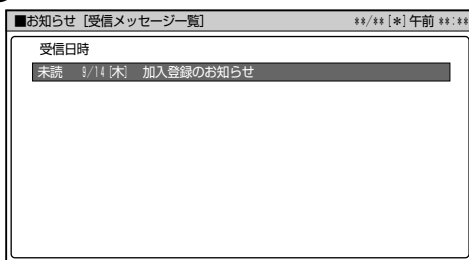 ■お知らせ［受信メッセージ一覧］ **/**[*]午前 **:**
受信日時
未読 9/14[木] 加入登録のお知らせ